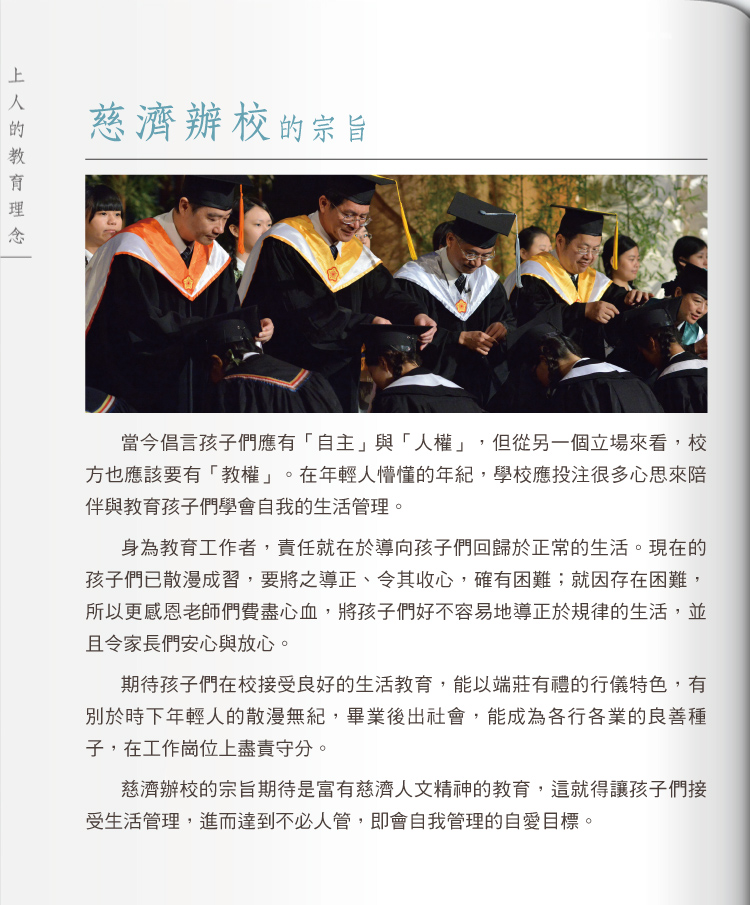 上人的教育理念
慈濟辦校的宗旨
當今倡言孩子們應有「自主」與「人權」，但從另一個立場來看，校
方也應該要有「教權」。在年輕人懵懂的年紀，學校應投注很多心思來陪
伴與教育孩子們學會自我的生活管理。
身為教育工作者，責任就在於導向孩子們回歸於正常的生活。現在的
孩子們已散漫成習，要將之導正、令其收心，確有困難；就因存在困難，
所以更感恩老師們費盡心血，將孩子們好不容易地導正於規律的生活，並
且令家長們安心與放心。
期待孩子們在校接受良好的生活教育，能以端莊有禮的行儀特色，有
別於時下年輕人的散漫無紀，畢業後出社會，能成為各行各業的良善種
子，在工作崗位上盡責守分。
慈濟辦校的宗旨期待是富有慈濟人文精神的教育，這就得讓孩子們接
受生活管理，進而達到不必人管，即會自我管理的自愛目標。